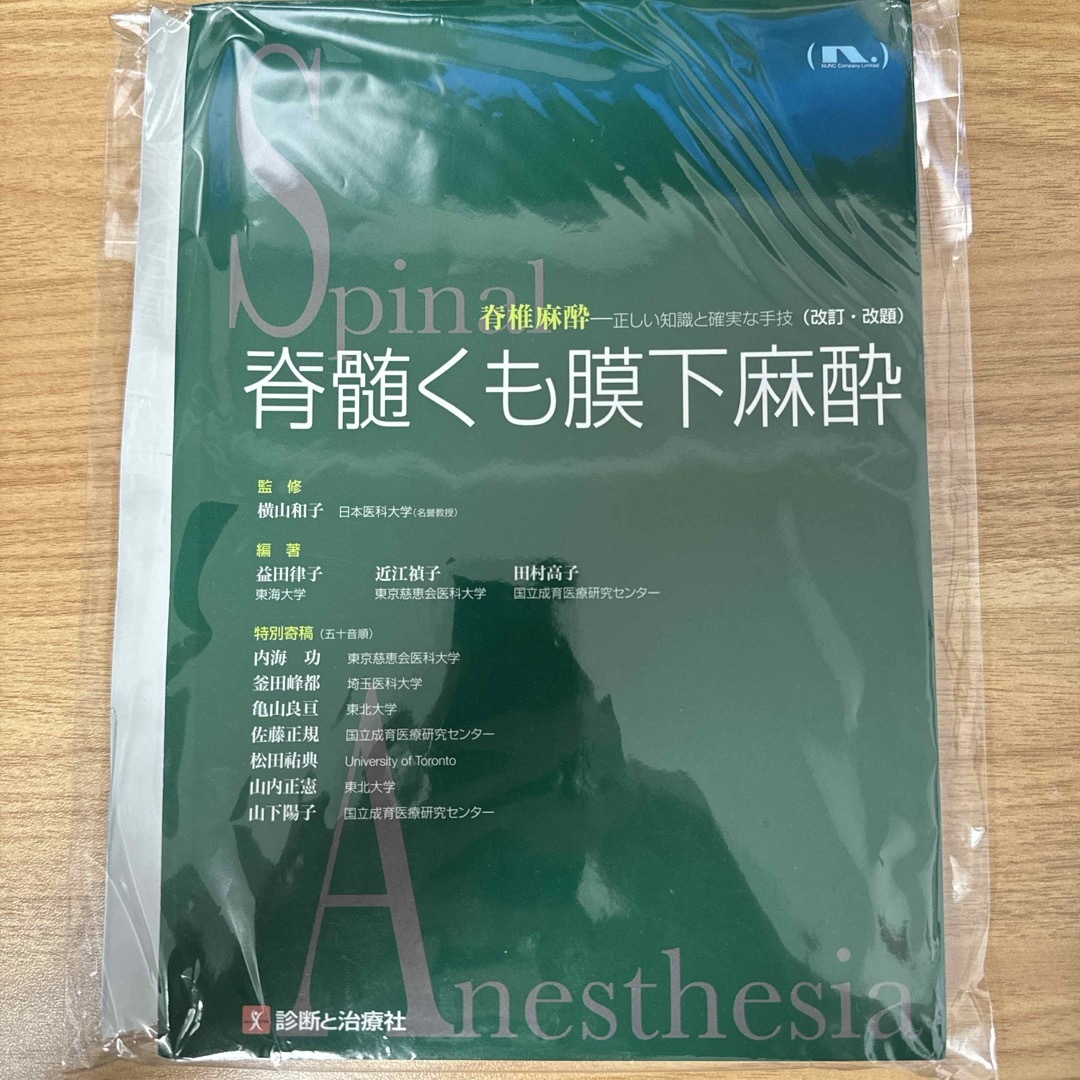 NUNC Company Limited
Spinal
脊椎麻酔―正しい知識と確実な手技（改訂・改題）
脊髄くも膜下麻酔
監修
横山和子 日本医科大学（名誉教授）
編著
益田律子 近江禎子 田村高子
東海大学 東京慈恵会医科大学 国立成育医療研究センター
特別寄稿（五十音順）
内海 功 東京慈恵会医科大学
釜田峰都 埼玉医科大学
亀山良亘 東北大学
佐藤正規 国立成育医療研究センター
松田祐典 University of Toronto
山内正憲 東北大学
山下陽子 国立成育医療研究センター
Anesthesia
診断と治療社